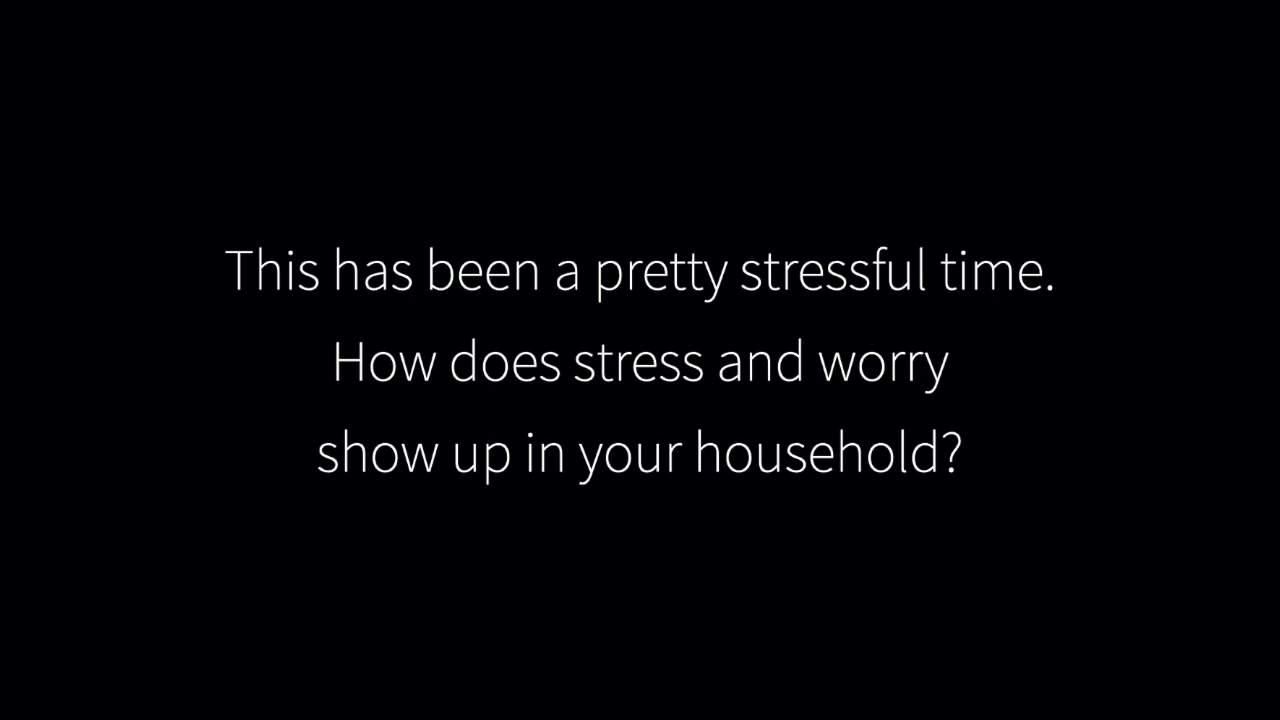 This has been a pretty stressful time.
How does stress and worry
show up in your household?